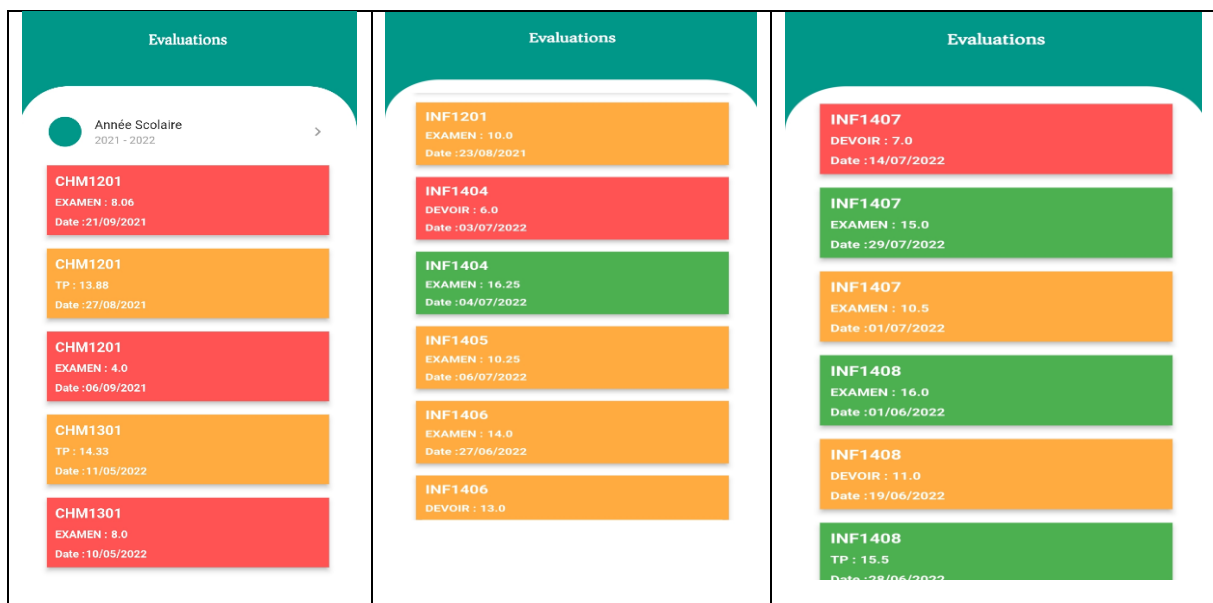 Evaluations
Année Scolaire
2021 - 2022
CHM1201
EXAMEN : 8.06
Date :21/09/2021
CHM1201
TP : 13.88
Date :27/08/2021
CHM1201
EXAMEN : 4.0
Date :06/09/2021
CHM1301
TP : 14.33
Date :11/05/2022
CHM1301
EXAMEN : 8.0
Date :10/05/2022
Evaluations
INF1201
EXAMEN : 10.0
Date :23/08/2021
INF1404
DEVOIR : 6.0
Date :03/07/2022
INF1404
EXAMEN : 16.25
Date :04/07/2022
INF1405
EXAMEN : 10.25
Date :06/07/2022
INF1406
EXAMEN : 14.0
Date :27/06/2022
INF1406
DEVOIR : 13.0
Evaluations
INF1407
DEVOIR : 7.0
Date :14/07/2022
INF1407
EXAMEN : 15.0
Date :29/07/2022
INF1407
EXAMEN : 10.5
Date :01/07/2022
INF1408
EXAMEN : 16.0
Date :01/06/2022
INF1408
DEVOIR : 11.0
Date :19/06/2022
INF1408
TP : 15.5
Date :28/06/2022